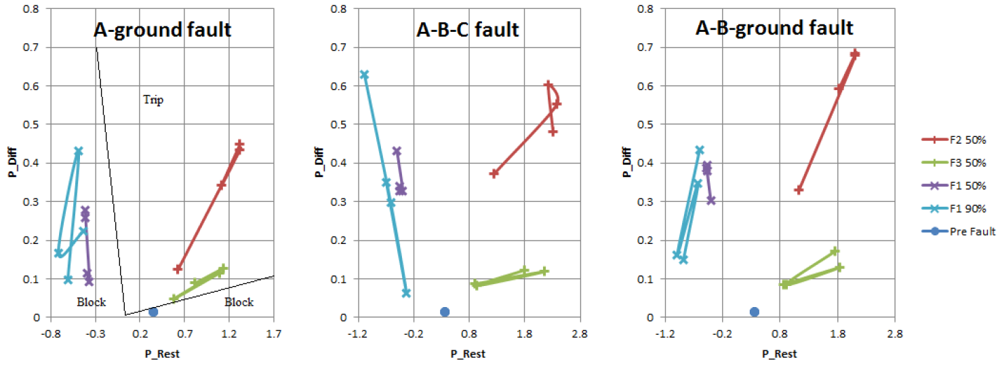 A-ground fault
0.8
0.7
0.6
0.5
0.4
0.3
0.2
0.1
0
P_Diff
Trip
Block
Block
-0.8 -0.3 0.2 0.7 1.2 1.7
P_Rest
A-B-C fault
0.8
0.7
0.6
0.5
0.4
0.3
0.2
0.1
0
P_Diff
-1.2 -0.2 0.8 1.8 2.8
P_Rest
A-B-ground fault
0.8
0.7
0.6
0.5
0.4
0.3
0.2
0.1
0
P_Diff
-1.2 -0.2 0.8 1.8 2.8
P_Rest
F2 50%
F3 50%
F1 50%
F1 90%
Pre Fault